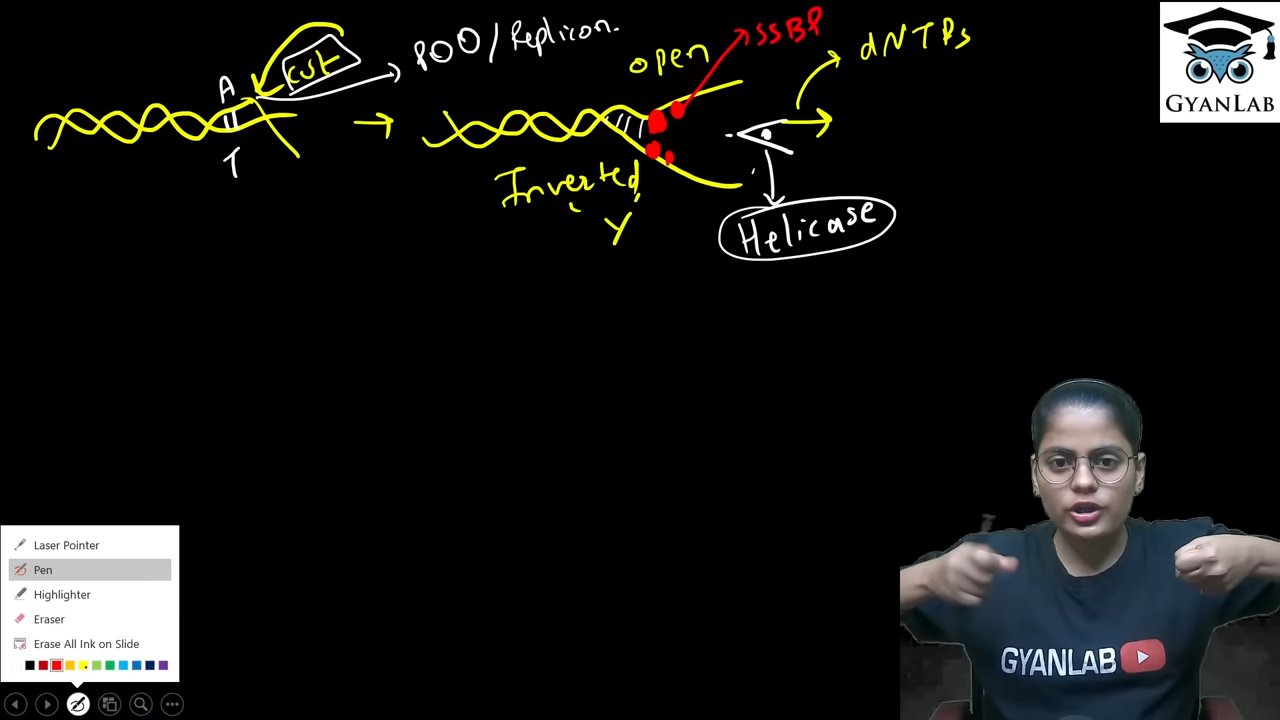 A
cut
POO/Replicon.
T
open
SSBP
dNTPs
Inverted
Y
Helicase
GYANLAB
Laser Pointer
Pen
Highlighter
Eraser
Erase All Ink on Slide
GYANLAB